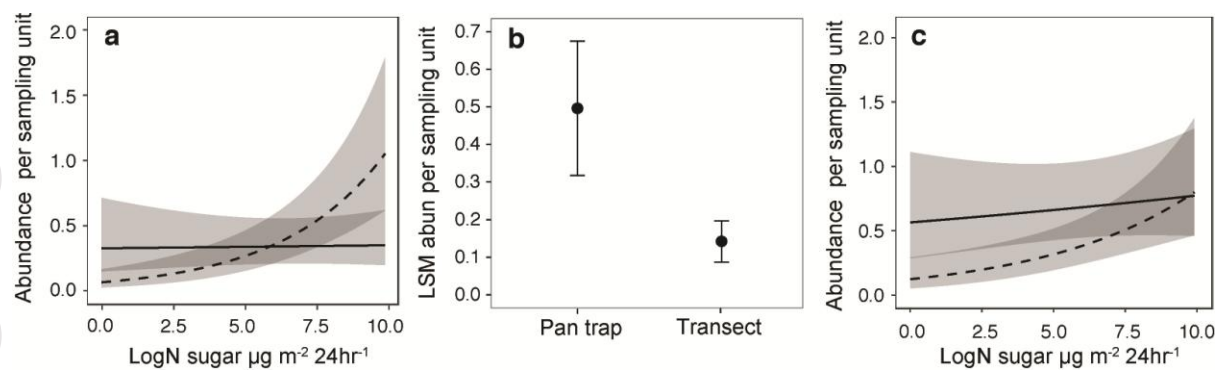 a
Abundance per sampling unit
2.0
1.5
1.0
0.5
0.0
0.0 2.5 5.0 7.5 10.0
LogN sugar µg m⁻² 24hr⁻¹
b
LSM abun per sampling unit
0.7
0.6
0.5
0.4
0.3
0.2
0.1
0.0
Pan trap Transect
c
Abundance per sampling unit
2.0
1.5
1.0
0.5
0.0
0.0 2.5 5.0 7.5 10.0
LogN sugar µg m⁻² 24hr⁻¹